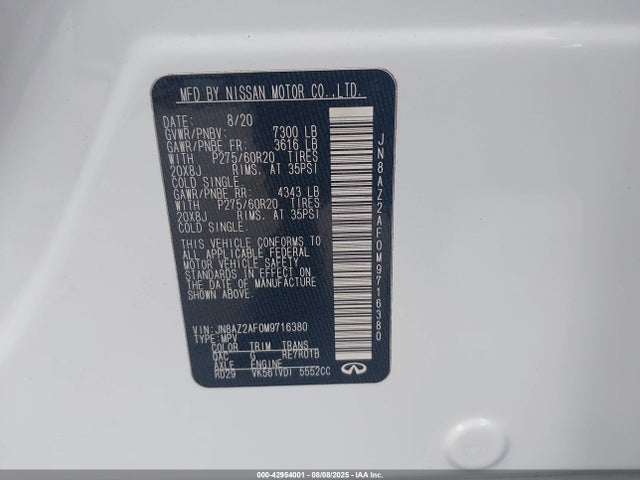 MFD BY NISSAN MOTOR CO.,LTD.
DATE: 8/20
GVWR/PNBV: 7300 LB
GAWR/PNBE FR: 3616 LB
WITH P275/60R20 TIRES
20X8J RIMS. AT 35PSI
COLD SINGLE.
GAWR/PNBE RR: 4343 LB
WITH P275/60R20 TIRES
20X8J RIMS. AT 35PSI
COLD SINGLE.
THIS VEHICLE CONFORMS TO
ALL APPLICABLE FEDERAL
MOTOR VEHICLE SAFETY
STANDARDS IN EFFECT ON
THE DATE OF MANUFACTURE
SHOWN ABOVE.
VIN: JN8AZ2AF0M9716380
TYPE: MPV
COLOR TRIM TRANS
QAC G RE7R01B
AXLE ENGINE
RD29 VK56(VD) 5552CC
JN8AZ2AF0M9716380
INFINITI
000-42954001 - 08/08/2025 - IAA Inc.